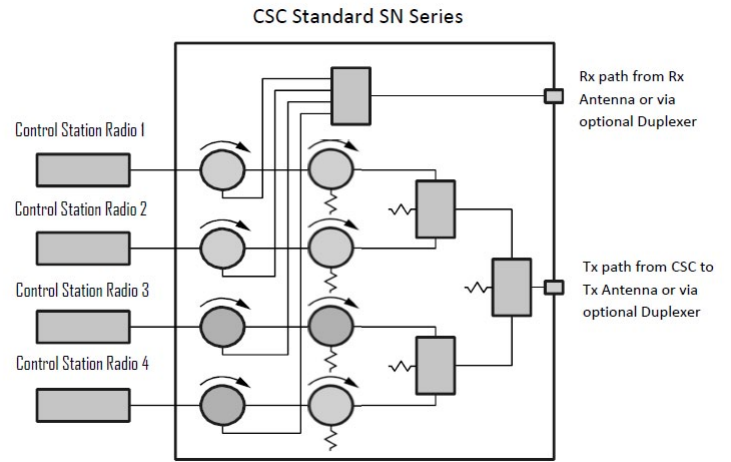 CSC Standard SN Series
Rx path from Rx
Antenna or via
optional Duplexer
Control Station Radio 1
Control Station Radio 2
Control Station Radio 3
Control Station Radio 4
Tx path from CSC to
Tx Antenna or via
optional Duplexer